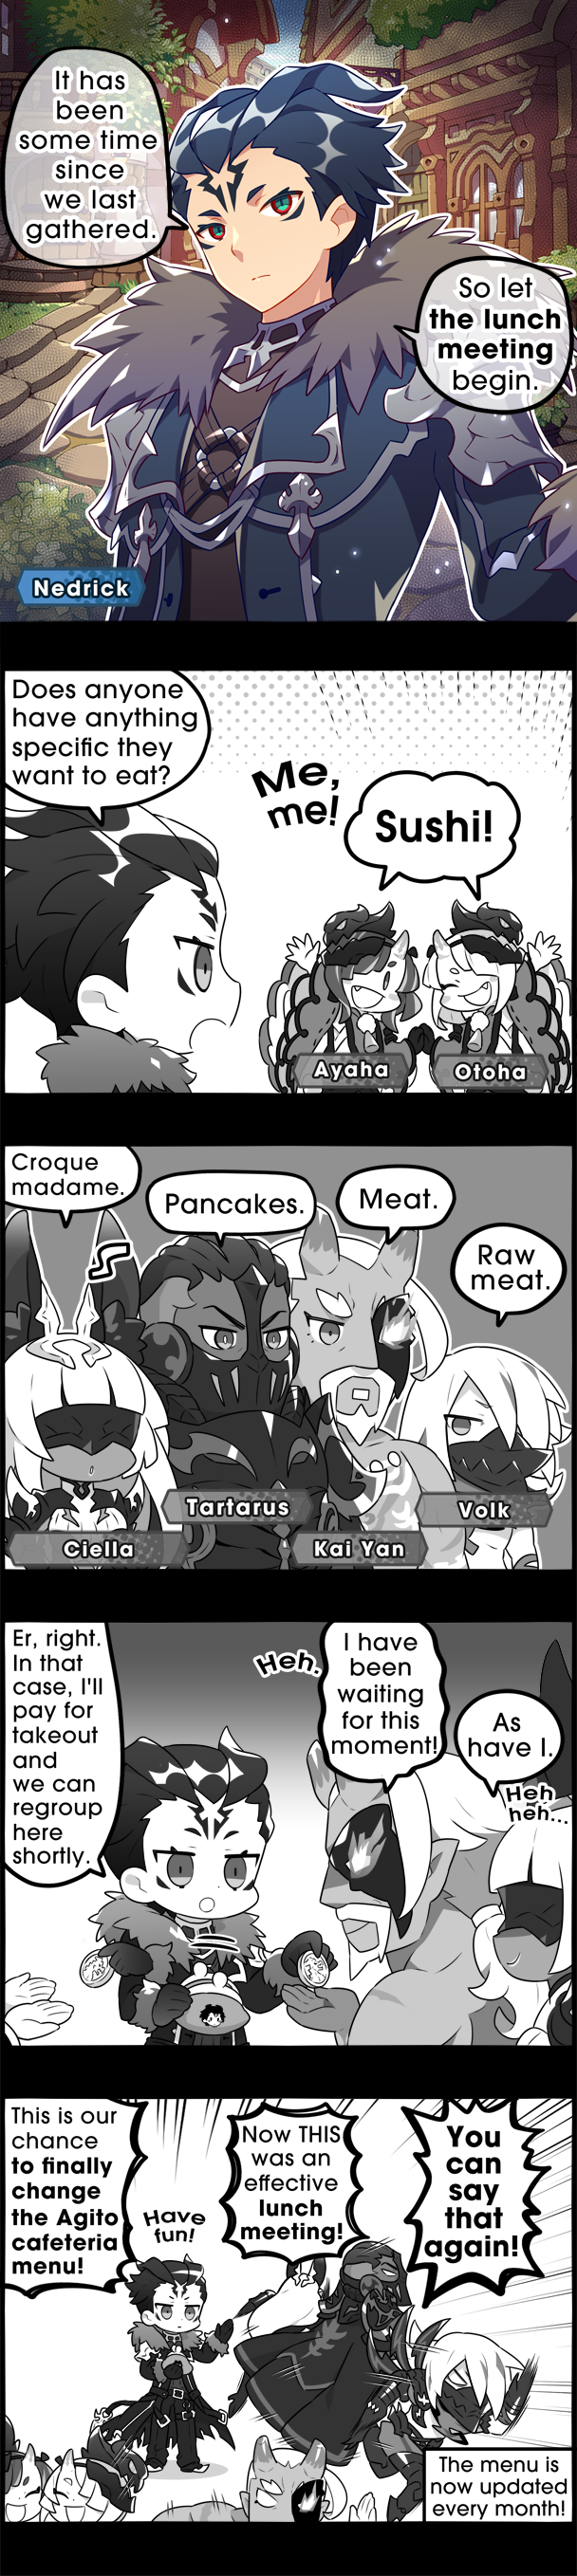 It has
been
some time
since
we last
gathered.
So let
the lunch
meeting
begin.
Nedrick
Does anyone
have anything
specific they
want to eat?
Me,
me!
Sushi!
Ayaha
Otoha
Croque
madame.
Pancakes.
Meat.
Raw
meat.
Ciella
Tartarus
Kai Yan
Volk
Er, right.
In that
case, I'll
pay for
takeout
and
we can
regroup
here
shortly.
Heh.
I have
been
waiting
for this
moment!
As
have I.
Heh
heh...
This is our
chance
to finally
change
the Agito
cafeteria
menu!
Have
fun!
Now THIS
was an
effective
lunch
meeting!
You
can
say
that
again!
The menu is
now updated
every month!